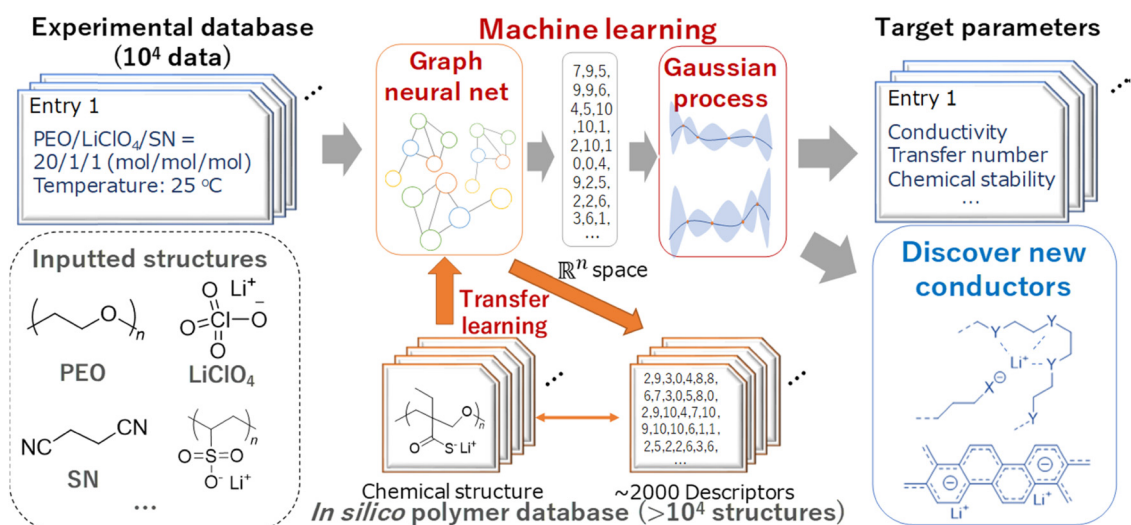 Experimental database
(10⁴ data)
Entry 1
PEO/LiClO₄/SN =
20/1/1 (mol/mol/mol)
Temperature: 25 °C
...
Inputted structures
O
n
PEO
Li⁺
O
O
Cl
O⁻
O
LiClO₄
NC
CN
SN
n
O
S
O
O⁻ Li⁺
...
Machine learning
Graph
neural net
7,9,5,
9,9,6,
4,5,10
,10,1,
2,10,1
0,0,4,
9,2,5,
2,2,6,
3,6,1,
...
Gaussian
process
ℝⁿ space
Transfer
learning
O
n
O
S⁻ Li⁺
...
Chemical structure
2,9,3,0,4,8,8,
6,7,3,0,5,8,0,
2,9,10,4,7,10,
9,10,10,6,1,1,
2,5,2,2,6,3,6,
...
...
~2000 Descriptors
In silico polymer database (>10⁴ structures)
Target parameters
Entry 1
Conductivity
Transfer number
Chemical stability
...
...
Discover new
conductors
Y
Y
Li⁺
Y
X⊖
Y
⊖
⊖
Li⁺
Li⁺